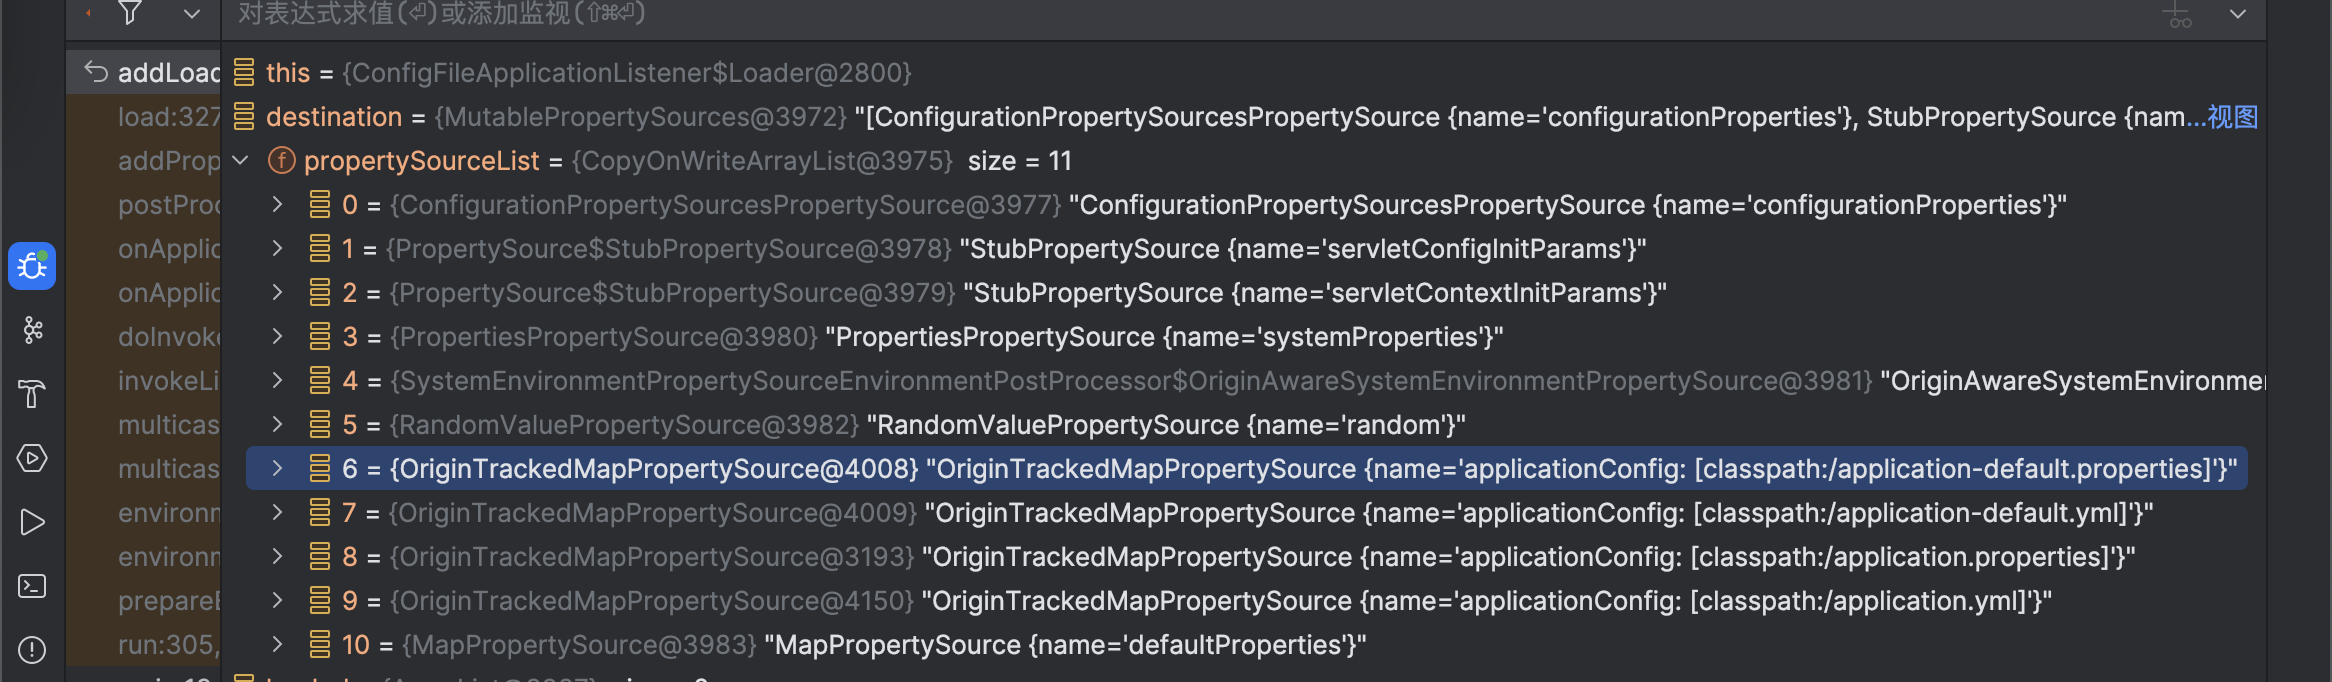 对表达式求值(⏎)或添加监视(⇧⌘⏎)
addLoad
this = {ConfigFileApplicationListener$Loader@2800}
load:327
destination = {MutablePropertySources@3972} "[ConfigurationPropertySourcesPropertySource {name='configurationProperties'}, StubPropertySource {nam...视图
addProp
propertySourceList = {CopyOnWriteArrayList@3975} size = 11
postProc
0 = {ConfigurationPropertySourcesPropertySource@3977} "ConfigurationPropertySourcesPropertySource {name='configurationProperties'}"
onApplic
1 = {PropertySource$StubPropertySource@3978} "StubPropertySource {name='servletConfigInitParams'}"
onApplic
2 = {PropertySource$StubPropertySource@3979} "StubPropertySource {name='servletContextInitParams'}"
doInvoke
3 = {PropertiesPropertySource@3980} "PropertiesPropertySource {name='systemProperties'}"
invokeLi
4 = {SystemEnvironmentPropertySourceEnvironmentPostProcessor$OriginAwareSystemEnvironmentPropertySource@3981} "OriginAwareSystemEnvironme
multicas
5 = {RandomValuePropertySource@3982} "RandomValuePropertySource {name='random'}"
multicas
6 = {OriginTrackedMapPropertySource@4008} "OriginTrackedMapPropertySource {name='applicationConfig: [classpath:/application-default.properties]'}"
environm
7 = {OriginTrackedMapPropertySource@4009} "OriginTrackedMapPropertySource {name='applicationConfig: [classpath:/application-default.yml]'}"
environm
8 = {OriginTrackedMapPropertySource@3193} "OriginTrackedMapPropertySource {name='applicationConfig: [classpath:/application.properties]'}"
prepareE
9 = {OriginTrackedMapPropertySource@4150} "OriginTrackedMapPropertySource {name='applicationConfig: [classpath:/application.yml]'}"
run:305,
10 = {MapPropertySource@3983} "MapPropertySource {name='defaultProperties'}"